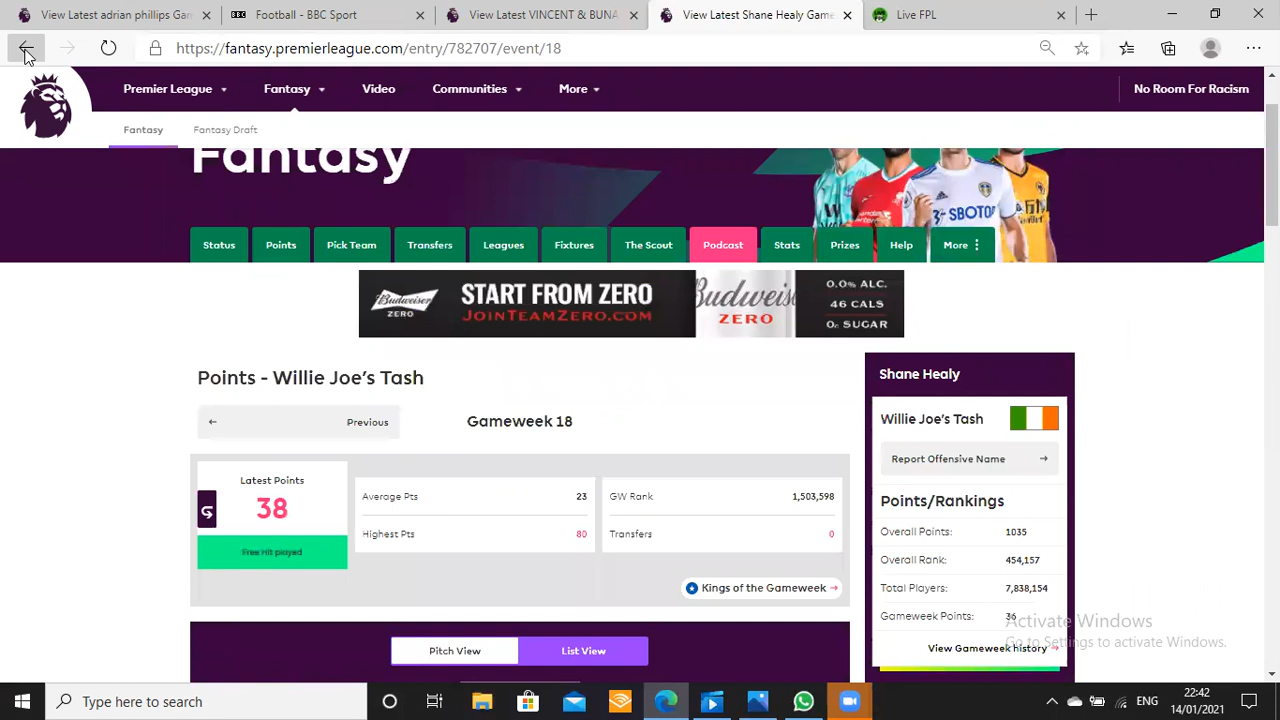 View Latest adrian phillips Gam
BBC Football - BBC Sport
View Latest VINCENT & BUNA
View Latest Shane Healy Game
LIVE Live FPL
https://fantasy.premierleague.com/entry/782707/event/18
Premier League Fantasy Video Communities More No Room For Racism
Fantasy Fantasy Draft
Fantasy
SBOTOP
Status Points Pick Team Transfers Leagues Fixtures The Scout Podcast Stats Prizes Help More
Budweiser ZERO
START FROM ZERO
JOINTEAMZERO.COM
Budweiser
ZERO
0.0% ALC.
46 CALS
0G SUGAR
Points - Willie Joe's Tash
Previous
Gameweek 18
Latest Points
38
Free Hit played
Average Pts 23
Highest Pts 80
GW Rank 1,503,598
Transfers 0
Kings of the Gameweek
Pitch View List View
Shane Healy
Willie Joe's Tash
Report Offensive Name
Points/Rankings
Overall Points: 1035
Overall Rank: 454,157
Total Players: 7,838,154
Gameweek Points: 36
View Gameweek history
Activate Windows
Go to Settings to activate Windows.
Type here to search
ENG
22:42
14/01/2021